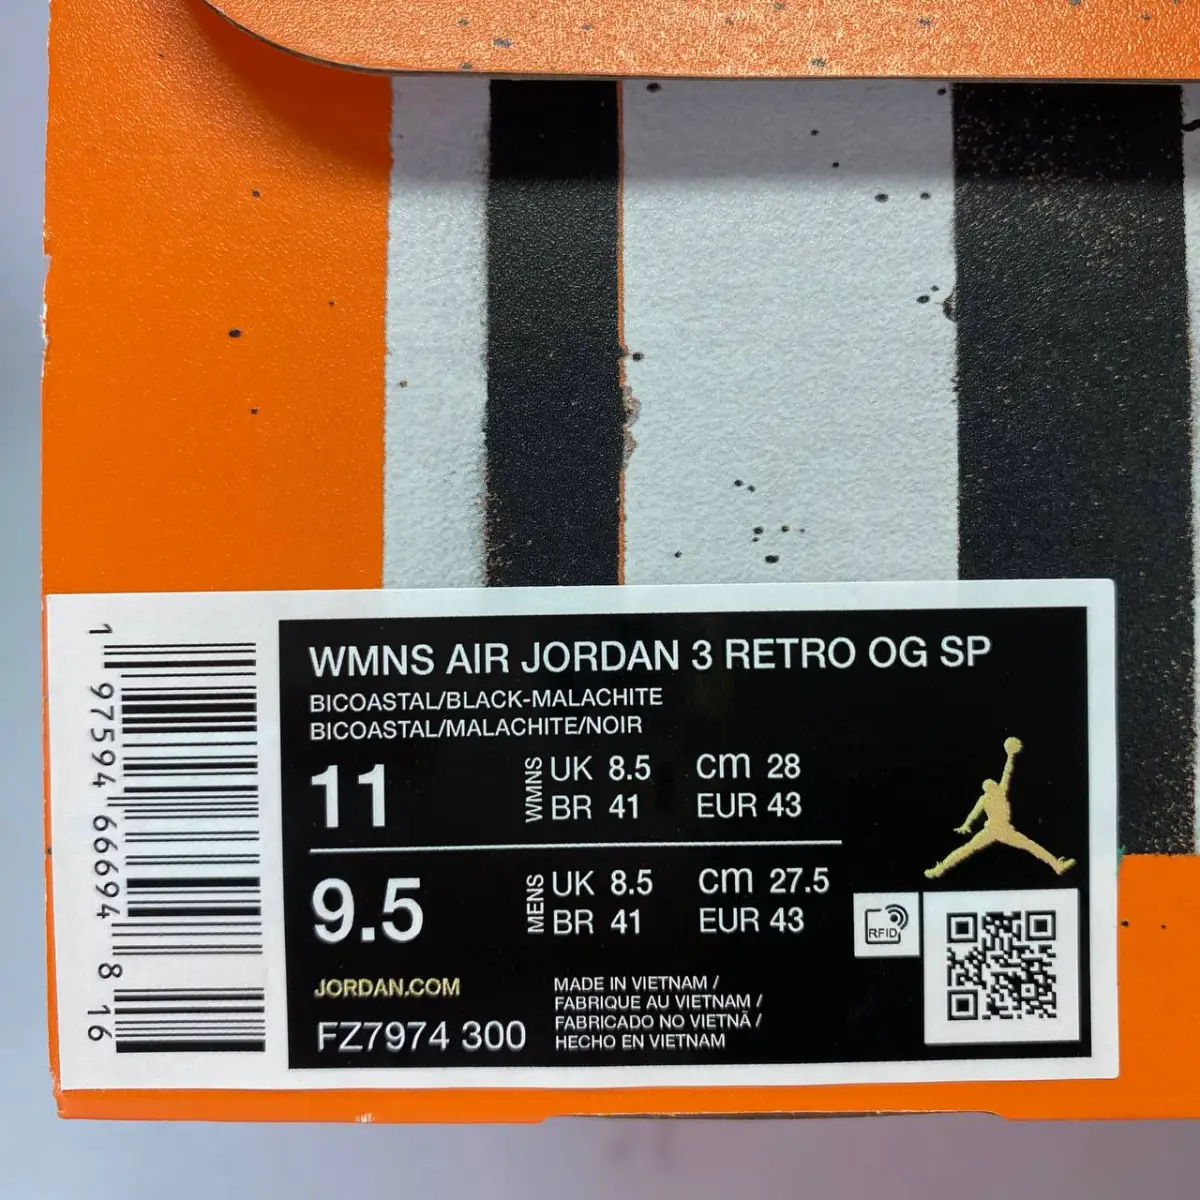 WMNS AIR JORDAN 3 RETRO OG SP
BICOASTAL/BLACK-MALACHITE
BICOASTAL/MALACHITE/NOIR
11
WMNS
UK 8.5 cm 28
BR 41 EUR 43
9.5
MENS
UK 8.5 cm 27.5
BR 41 EUR 43
JORDAN.COM
FZ7974 300
MADE IN VIETNAM /
FABRIQUE AU VIETNAM /
FABRICADO NO VIETNÃ /
HECHO EN VIETNAM
RFID
1 97594 66694 8 16